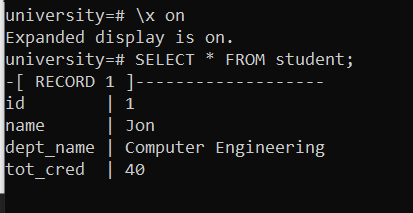 university=# \x on
Expanded display is on.
university=# SELECT * FROM student;
-[ RECORD 1 ]-------------------
id        | 1
name      | Jon
dept_name | Computer Engineering
tot_cred  | 40